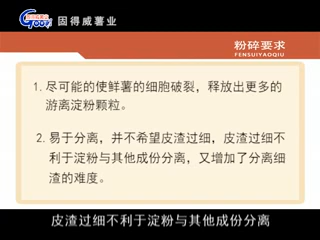 固得威薯业
粉碎要求
FENSUIYAOQIU
1. 尽可能的使鲜薯的细胞破裂，释放出更多的
游离淀粉颗粒。
2. 易于分离，并不希望皮渣过细，皮渣过细不
利于淀粉与其他成份分离，又增加了分离细
渣的难度。
皮渣过细不利于淀粉与其他成份分离